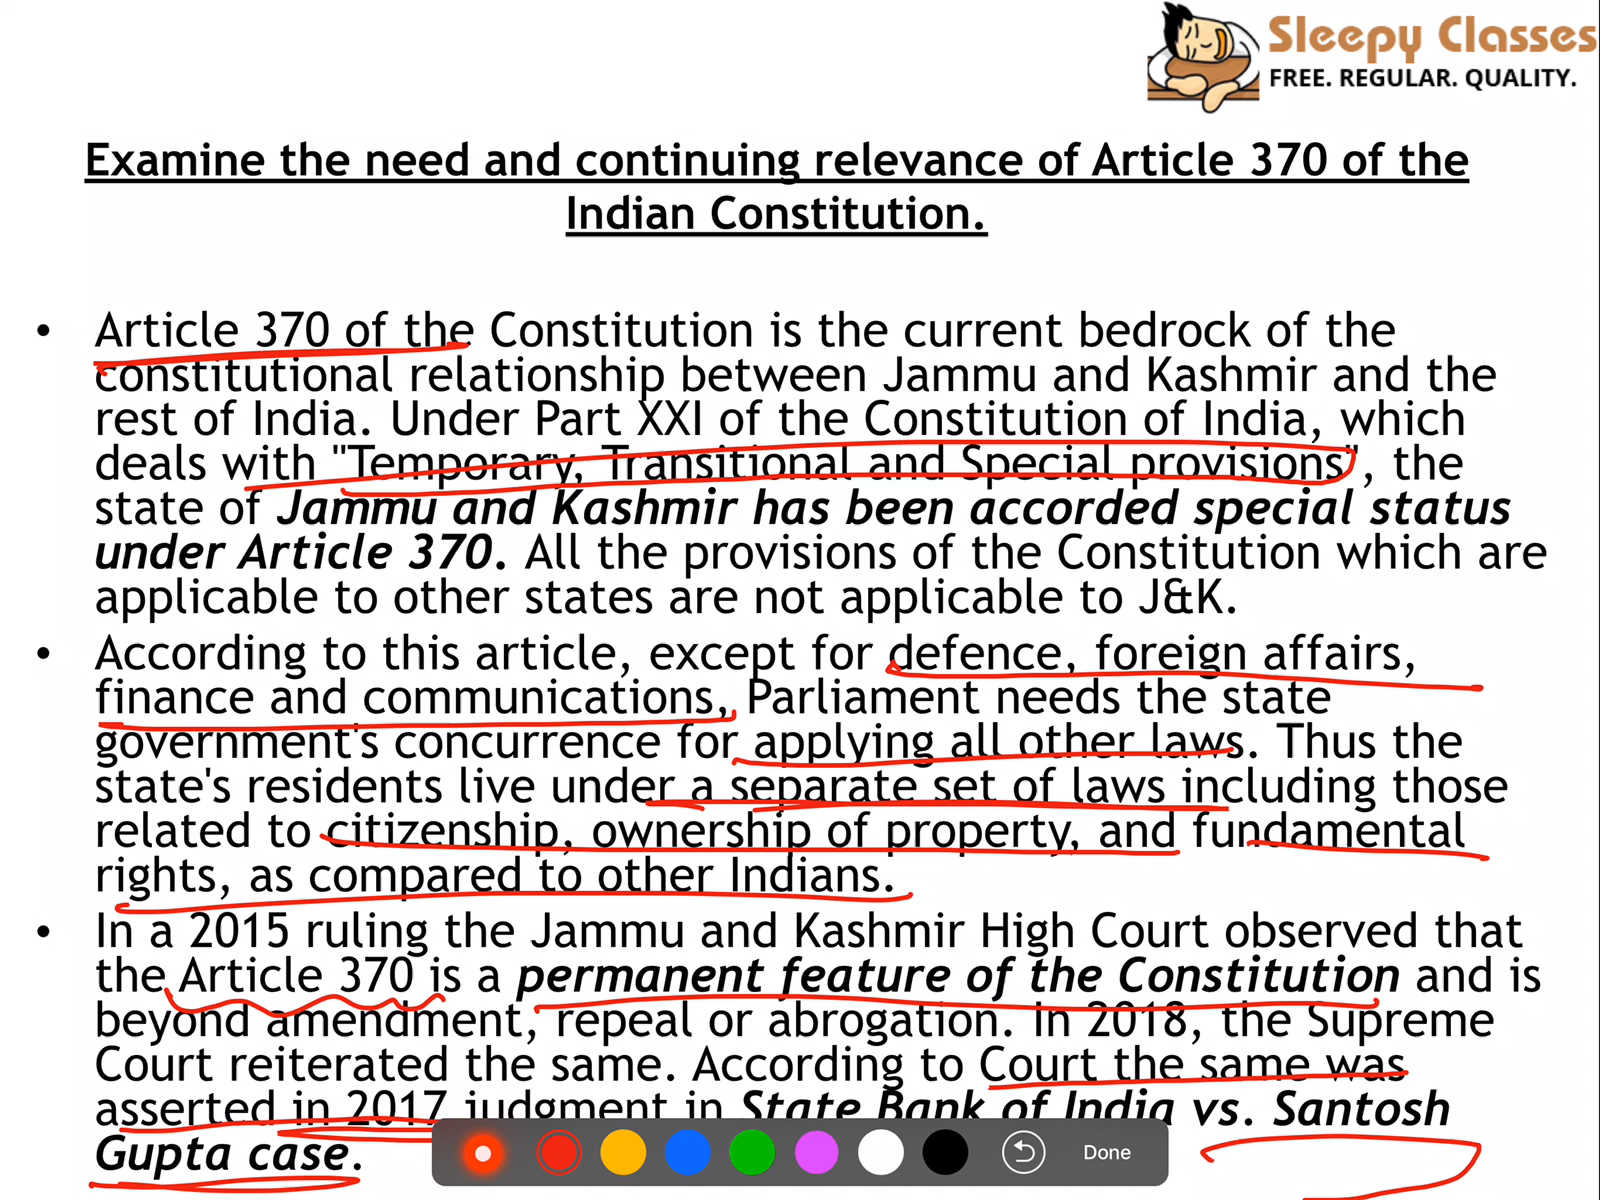 Sleepy Classes
FREE. REGULAR. QUALITY.
Examine the need and continuing relevance of Article 370 of the
Indian Constitution.
• Article 370 of the Constitution is the current bedrock of the
constitutional relationship between Jammu and Kashmir and the
rest of India. Under Part XXI of the Constitution of India, which
deals with "Temporary, Transitional and Special provisions", the
state of Jammu and Kashmir has been accorded special status
under Article 370. All the provisions of the Constitution which are
applicable to other states are not applicable to J&K.
• According to this article, except for defence, foreign affairs,
finance and communications, Parliament needs the state
government's concurrence for applying all other laws. Thus the
state's residents live under a separate set of laws including those
related to citizenship, ownership of property, and fundamental
rights, as compared to other Indians.
• In a 2015 ruling the Jammu and Kashmir High Court observed that
the Article 370 is a permanent feature of the Constitution and is
beyond amendment, repeal or abrogation. In 2018, the Supreme
Court reiterated the same. According to Court the same was
asserted in 2017 judgment in State Bank of India vs. Santosh
Gupta case.
Done